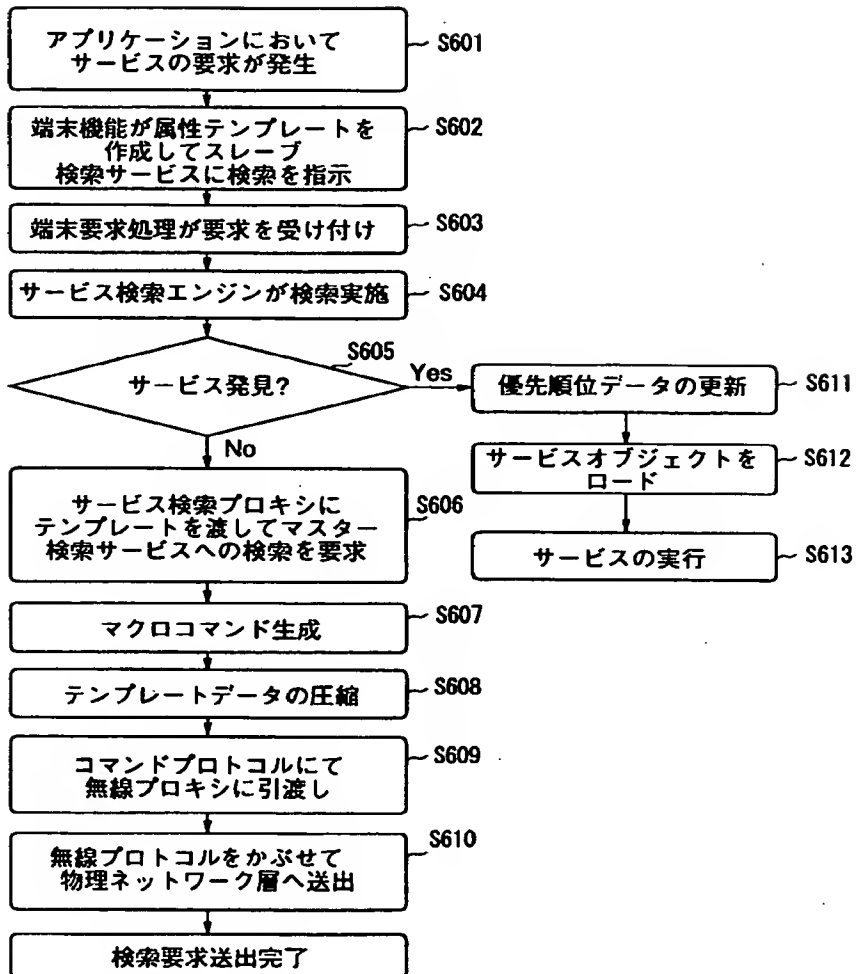 アプリケーションにおいて
サービスの要求が発生
S601
端末機能が属性テンプレートを
作成してスレーブ
検索サービスに検索を指示
S602
端末要求処理が要求を受け付け
S603
サービス検索エンジンが検索実施
S604
サービス発見?
S605
Yes
No
優先順位データの更新
S611
サービスオブジェクトを
ロード
S612
サービスの実行
S613
サービス検索プロキシに
テンプレートを渡してマスター
検索サービスへの検索を要求
S606
マクロコマンド生成
S607
テンプレートデータの圧縮
S608
コマンドプロトコルにて
無線プロキシに引渡し
S609
無線プロトコルをかぶせて
物理ネットワーク層へ送出
S610
検索要求送出完了